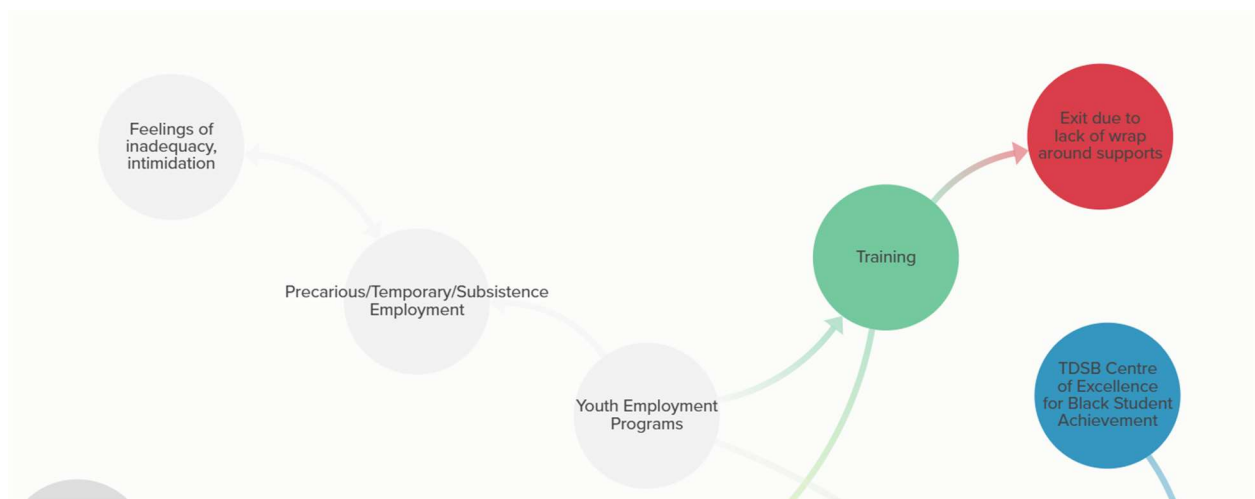 Feelings of
inadequacy,
intimidation
Exit due to
lack of wrap
around supports
Training
Precarious/Temporary/Subsistence
Employment
TDSB Centre
of Excellence
for Black Student
Achievement
Youth Employment
Programs